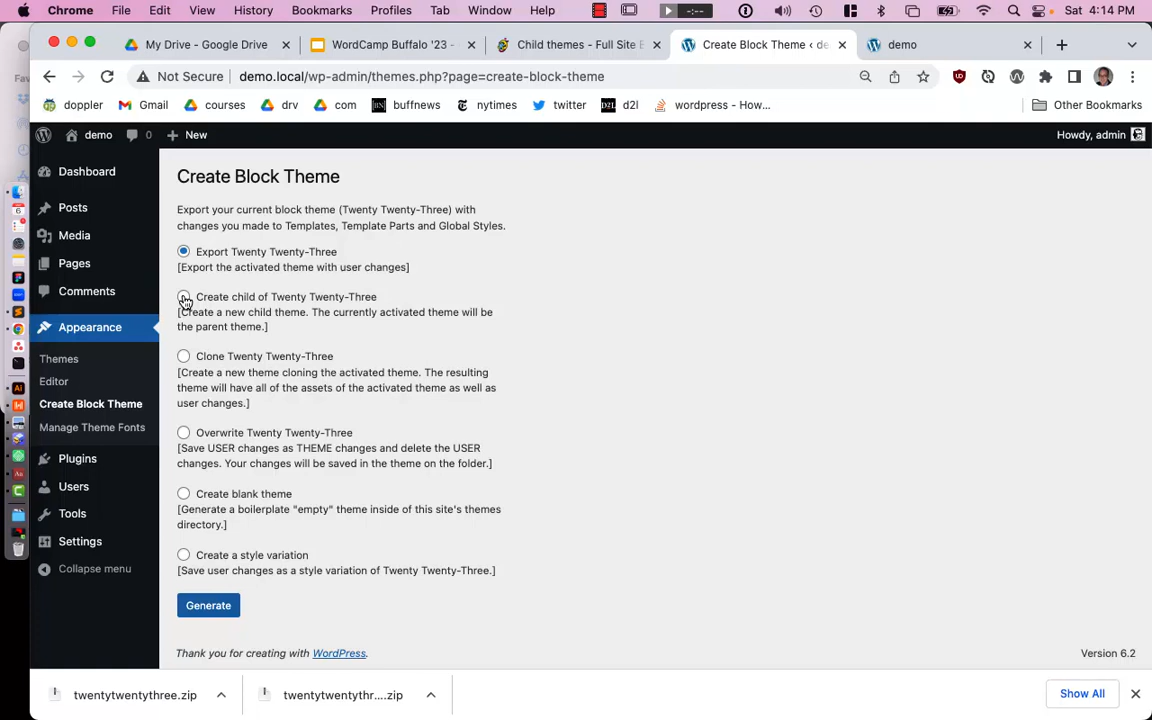 Chrome File Edit View History Bookmarks Profiles Tab Window Help -:-- Sat 4:14 PM
My Drive - Google Drive WordCamp Buffalo '23 - Child themes - Full Site E Create Block Theme ‹ de demo
Not Secure demo.local/wp-admin/themes.php?page=create-block-theme
doppler Gmail courses drv com BN buffnews nytimes twitter D2L d2l wordpress - How... Other Bookmarks
demo 0 New Howdy, admin
Dashboard
Posts
Media
Pages
Comments
Appearance
Themes
Editor
Create Block Theme
Manage Theme Fonts
Plugins
Users
Tools
Settings
Collapse menu
Create Block Theme
Export your current block theme (Twenty Twenty-Three) with
changes you made to Templates, Template Parts and Global Styles.
Export Twenty Twenty-Three
[Export the activated theme with user changes]
Create child of Twenty Twenty-Three
[Create a new child theme. The currently activated theme will be
the parent theme.]
Clone Twenty Twenty-Three
[Create a new theme cloning the activated theme. The resulting
theme will have all of the assets of the activated theme as well as
user changes.]
Overwrite Twenty Twenty-Three
[Save USER changes as THEME changes and delete the USER
changes. Your changes will be saved in the theme on the folder.]
Create blank theme
[Generate a boilerplate "empty" theme inside of this site's themes
directory.]
Create a style variation
[Save user changes as a style variation of Twenty Twenty-Three.]
Generate
Thank you for creating with WordPress. Version 6.2
twentytwentythree.zip twentytwentythr....zip Show All